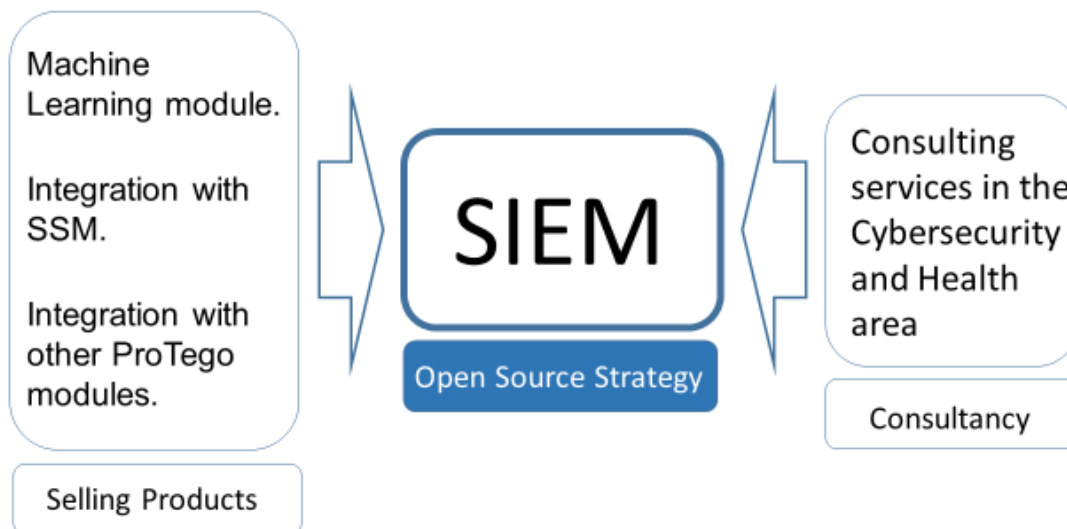 Machine
Learning module.
Integration with
SSM.
Integration with
other ProTego
modules.
Selling Products
SIEM
Open Source Strategy
Consulting
services in the
Cybersecurity
and Health
area
Consultancy